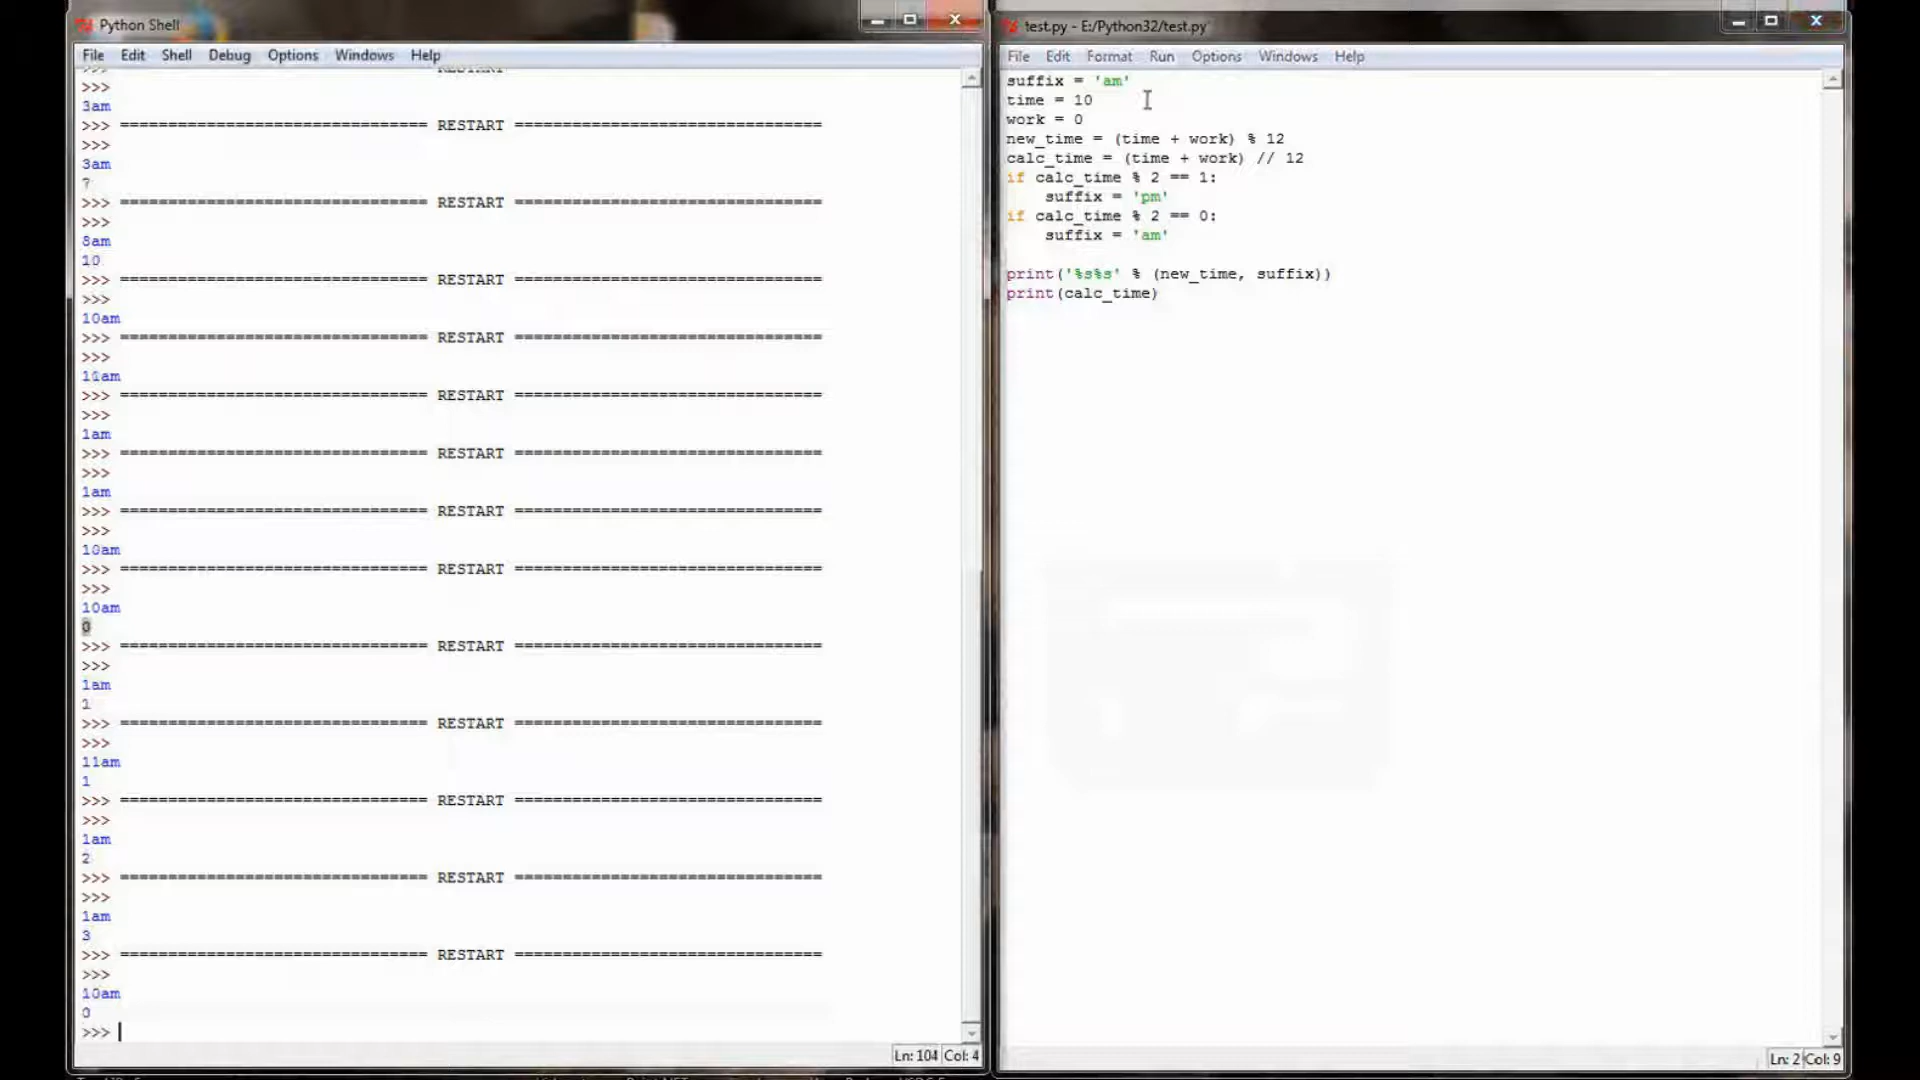 Python Shell
File Edit Shell Debug Options Windows Help
RESTART
>>>
3am
>>> ================================ RESTART ================================
>>>
3am
7
>>> ================================ RESTART ================================
>>>
8am
10
>>> ================================ RESTART ================================
>>>
10am
>>> ================================ RESTART ================================
>>>
11am
>>> ================================ RESTART ================================
>>>
1am
>>> ================================ RESTART ================================
>>>
1am
>>> ================================ RESTART ================================
>>>
10am
>>> ================================ RESTART ================================
>>>
10am
0
>>> ================================ RESTART ================================
>>>
1am
1
>>> ================================ RESTART ================================
>>>
11am
1
>>> ================================ RESTART ================================
>>>
1am
2
>>> ================================ RESTART ================================
>>>
1am
3
>>> ================================ RESTART ================================
>>>
10am
0
>>>
Ln: 104 Col: 4
test.py - E:/Python32/test.py
File Edit Format Run Options Windows Help
suffix = 'am'
time = 10
work = 0
new_time = (time + work) % 12
calc_time = (time + work) // 12
if calc_time % 2 == 1:
    suffix = 'pm'
if calc_time % 2 == 0:
    suffix = 'am'
print('%s%s' % (new_time, suffix))
print(calc_time)
Ln: 2 Col: 9